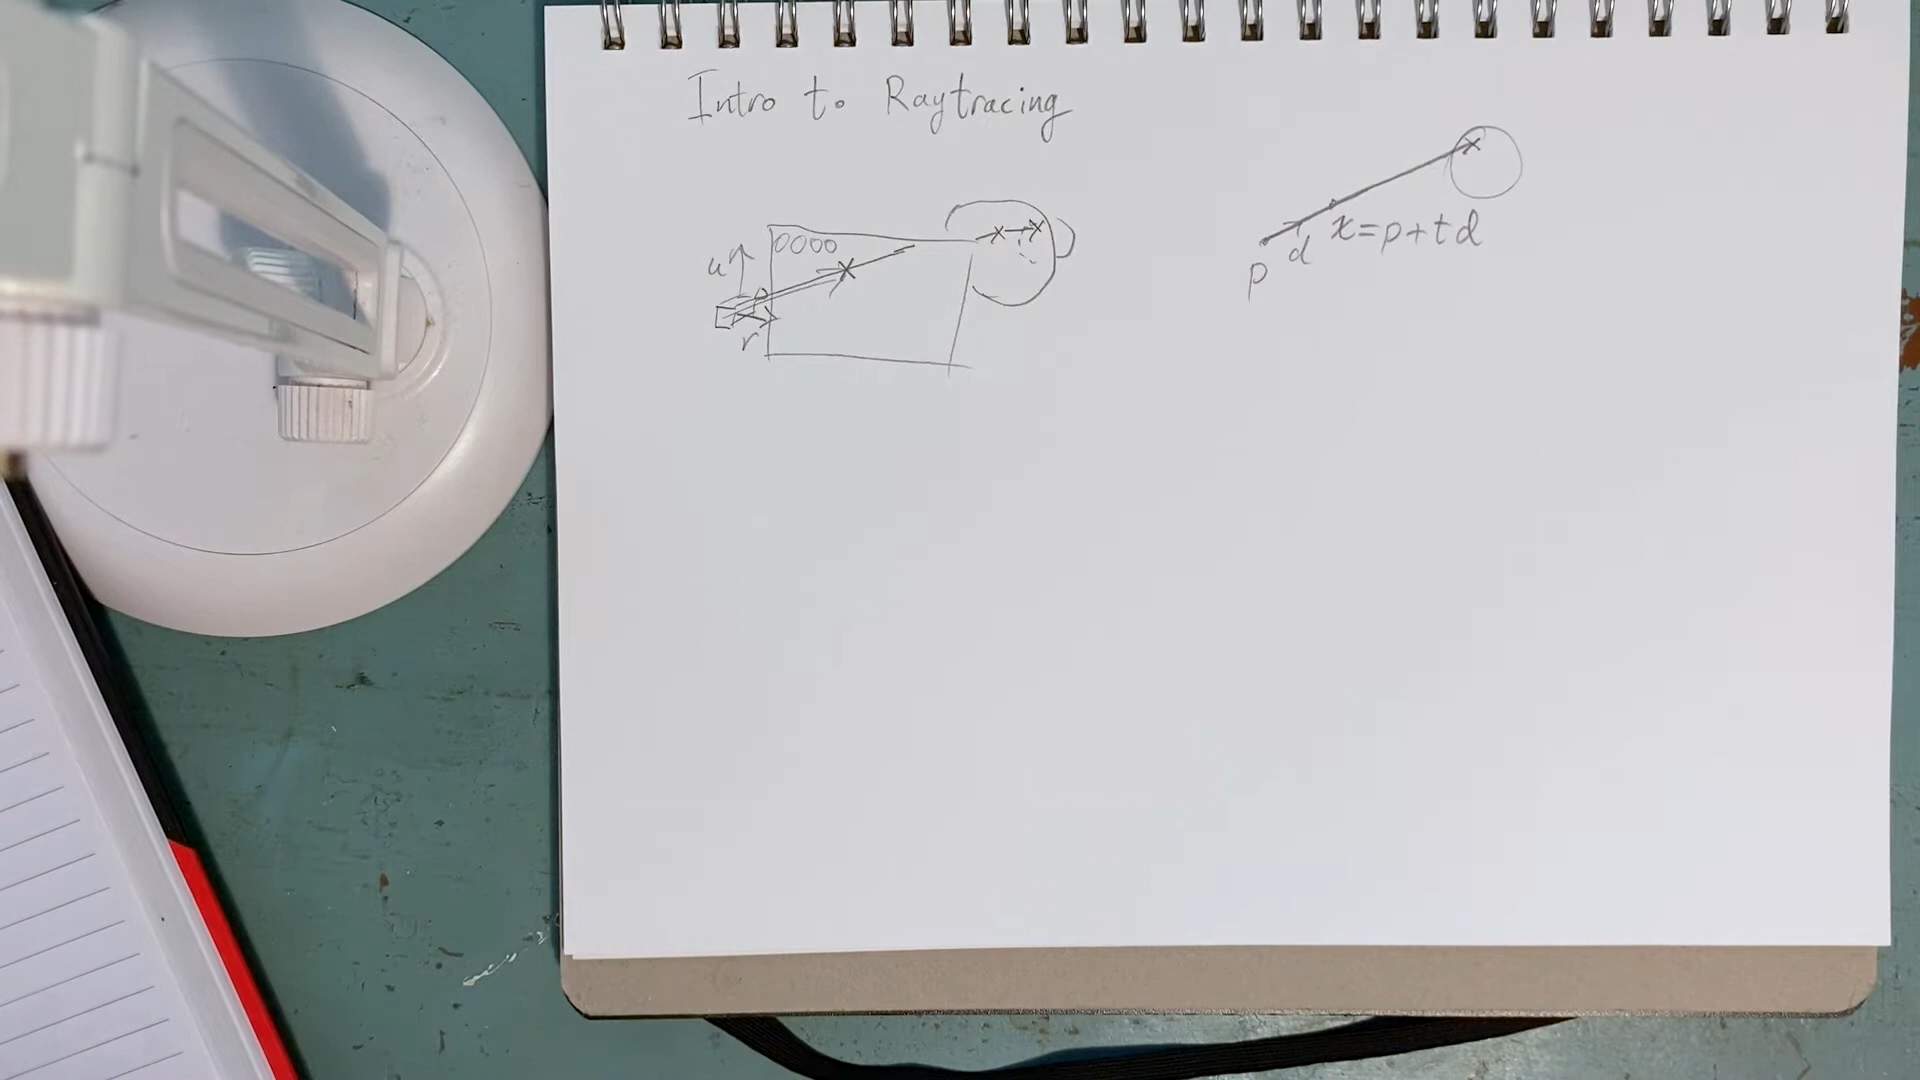 Intro to Raytracing
u
r
p
d
x=p+td